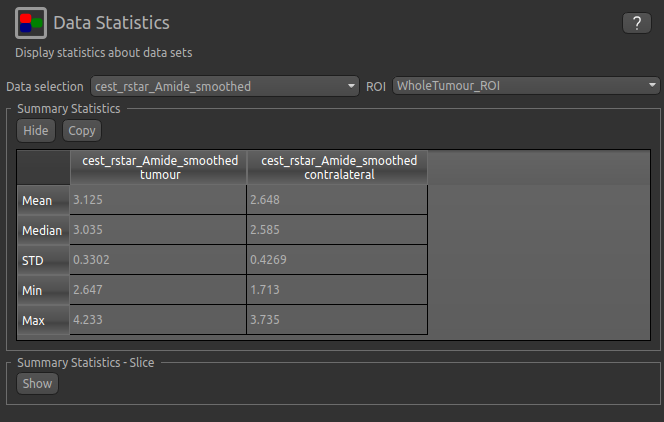 Data Statistics
?
Display statistics about data sets
Data selection cest_rstar_Amide_smoothed ROI WholeTumour_ROI
Summary Statistics
Hide Copy
cest_rstar_Amide_smoothed cest_rstar_Amide_smoothed
tumour contralateral
Mean 3.125 2.648
Median 3.035 2.585
STD 0.3302 0.4269
Min 2.647 1.713
Max 4.233 3.735
Summary Statistics - Slice
Show